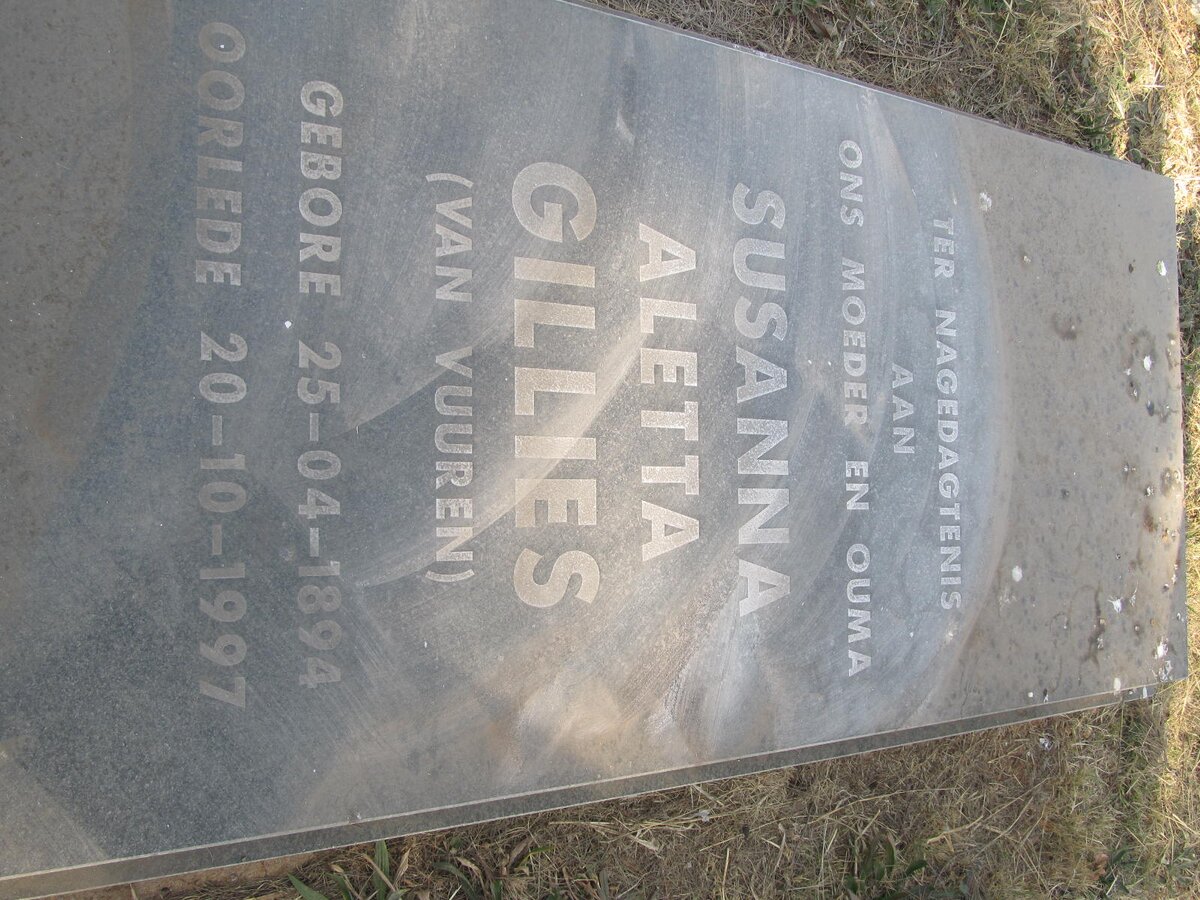 TER NAGEDAGTENIS
AAN
ONS MOEDER EN OUMA
SUSANNA
ALETTA
GILLIES
(VAN VUUREN)
GEBORE 25-04-1894
OORLEDE 20-10-1997